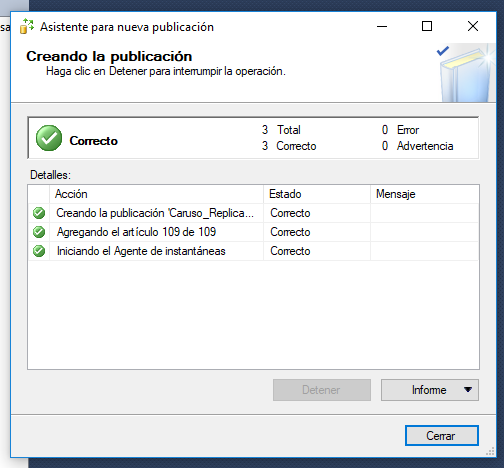 sa
Asistente para nueva publicación
Creando la publicación
Haga clic en Detener para interrumpir la operación.
Correcto
3 Total 0 Error
3 Correcto 0 Advertencia
Detalles:
Acción Estado Mensaje
Creando la publicación 'Caruso_Replica... Correcto
Agregando el artículo 109 de 109 Correcto
Iniciando el Agente de instantáneas Correcto
Detener Informe
Cerrar